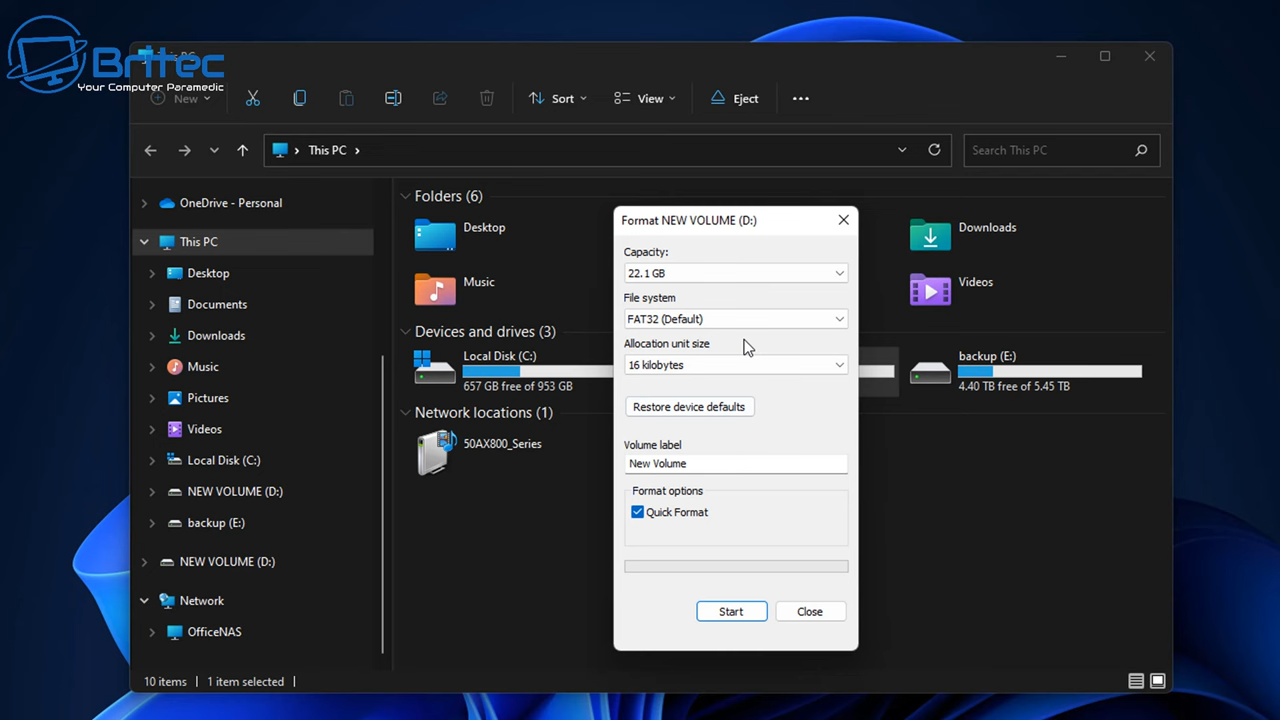 Britec
Your Computer Paramedic
New
Sort
View
Eject
This PC
Search This PC
OneDrive - Personal
This PC
Desktop
Documents
Downloads
Music
Pictures
Videos
Local Disk (C:)
NEW VOLUME (D:)
backup (E:)
NEW VOLUME (D:)
Network
OfficeNAS
Folders (6)
Desktop
Downloads
Music
Videos
Devices and drives (3)
Local Disk (C:)
657 GB free of 953 GB
backup (E:)
4.40 TB free of 5.45 TB
Network locations (1)
50AX800_Series
Format NEW VOLUME (D:)
Capacity:
22.1 GB
File system
FAT32 (Default)
Allocation unit size
16 kilobytes
Restore device defaults
Volume label
New Volume
Format options
Quick Format
Start
Close
10 items
1 item selected